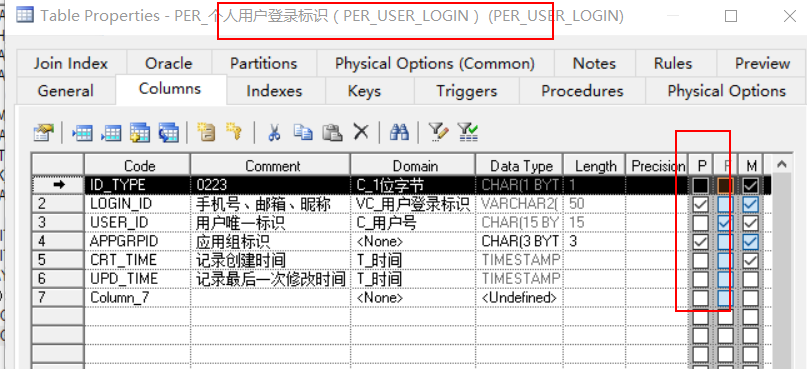 Table Properties - PER_个人用户登录标识（PER_USER_LOGIN） (PER_USER_LOGIN)
Join Index Oracle Partitions Physical Options (Common) Notes Rules Preview
General Columns Indexes Keys Triggers Procedures Physical Options
Code Comment Domain Data Type Length Precision P F M
ID_TYPE 0223 C_1位字节 CHAR(1 BYT 1
2 LOGIN_ID 手机号、邮箱、昵称 VC_用户登录标识 VARCHAR2( 50
3 USER_ID 用户唯一标识 C_用户号 CHAR(15 BYT 15
4 APPGRPID 应用组标识 <None> CHAR(3 BYT 3
5 CRT_TIME 记录创建时间 T_时间 TIMESTAMP
6 UPD_TIME 记录最后一次修改时间 T_时间 TIMESTAMP
7 Column_7 <None> <Undefined>